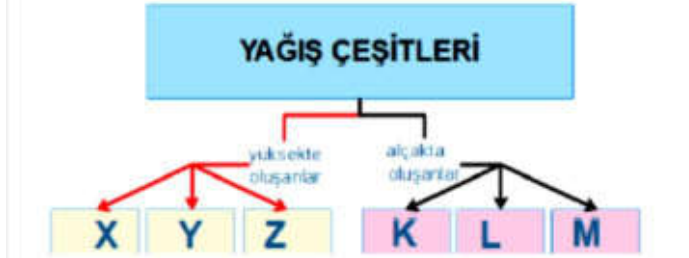 YAĞIŞ ÇEŞİTLERİ
yüksekte oluşanlar
alçakta oluşanlar
X Y Z K L M